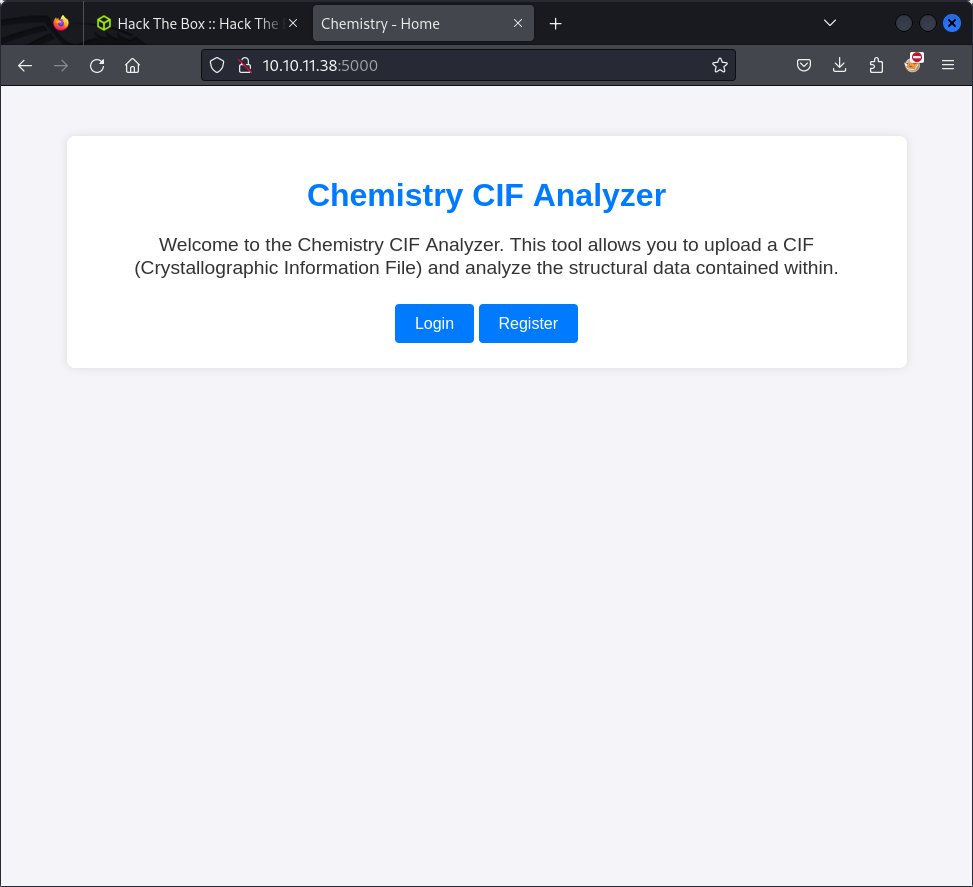 Hack The Box :: Hack The
Chemistry - Home
10.10.11.38:5000
Chemistry CIF Analyzer
Welcome to the Chemistry CIF Analyzer. This tool allows you to upload a CIF
(Crystallographic Information File) and analyze the structural data contained within.
Login
Register